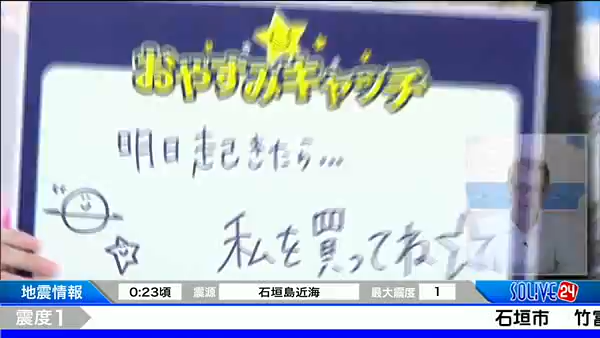 おやすみキャッチ
明日起きたら...
私を買ってね☆
地震情報 0:23頃 震源 石垣島近海 最大震度 1 SOLiVE24
震度1 石垣市 竹富